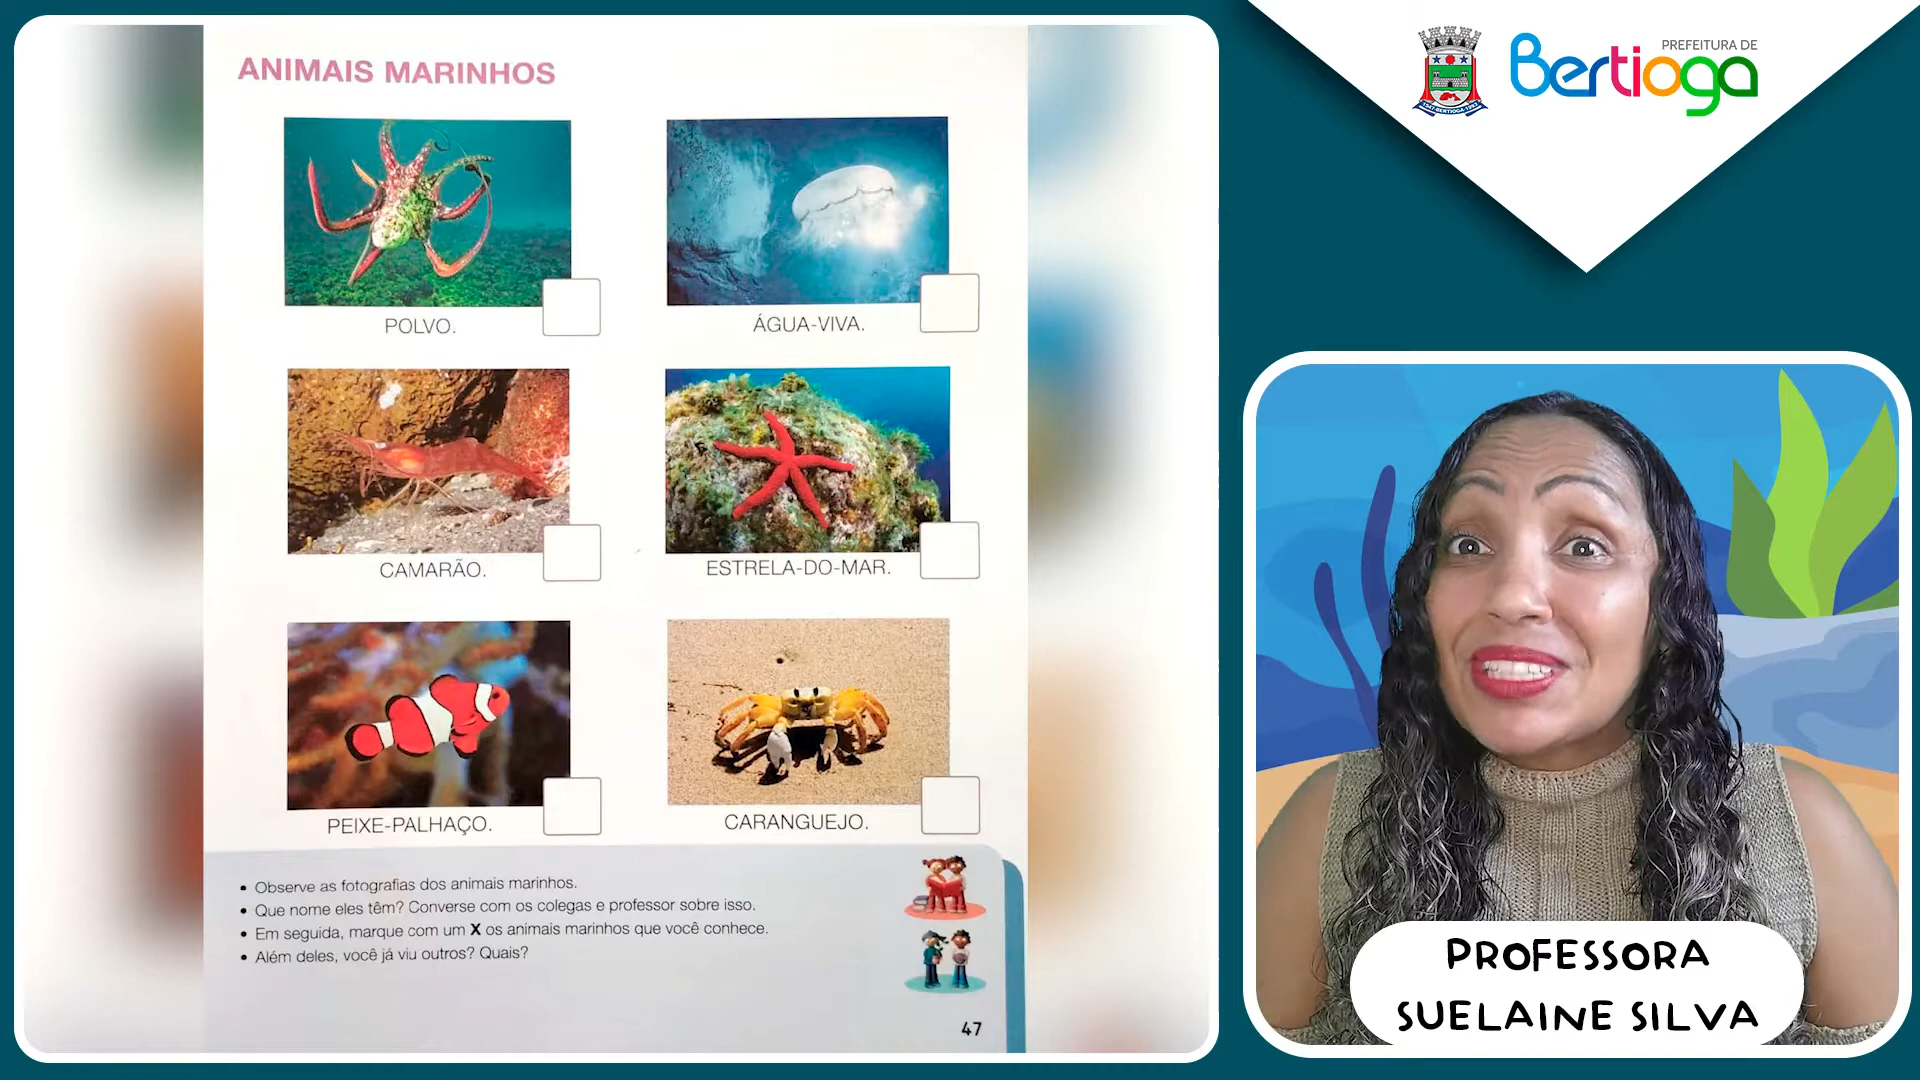 ANIMAIS MARINHOS
POLVO.
ÁGUA-VIVA.
CAMARÃO.
ESTRELA-DO-MAR.
PEIXE-PALHAÇO.
CARANGUEJO.
• Observe as fotografias dos animais marinhos.
• Que nome eles têm? Converse com os colegas e professor sobre isso.
• Em seguida, marque com um X os animais marinhos que você conhece.
• Além deles, você já viu outros? Quais?
47
PREFEITURA DE
Bertioga
PROFESSORA
SUELAINE SILVA